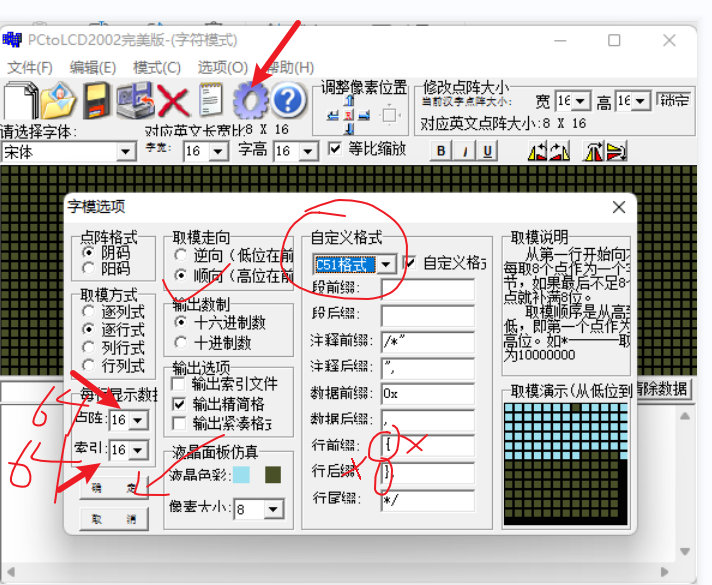 PCtoLCD2002完美版-(字符模式)
文件(F) 编辑(E) 模式(C) 选项(O) 帮助(H)
调整像素位置
修改点阵大小
当前汉字点阵大小: 宽 16 高 16 锁定
对应英文点阵大小:8 X 16
请选择字体: 对应英文长宽比8 X 16
宋体 字宽: 16 字高 16 等比缩放 B I U
字模选项
点阵格式
阴码
阳码
取模方式
逐列式
逐行式
列行式
行列式
每行显示数据
点阵: 16
索引: 16
64
64
确 定
取 消
取模走向
逆向(低位在前
顺向(高位在前
输出数制
十六进制数
十进制数
输出选项
输出索引文件
输出精简格
输出紧凑格式
液晶面板仿真
液晶色彩:
像素大小: 8
自定义格式
C51格式 自定义格式
段前缀:
段后缀:
注释前缀: /*"
注释后缀: ",
数据前缀: 0x
数据后缀: ,
行前缀: {
行后缀: },
行尾缀: */
取模说明
从第一行开始向
每取8个点作为一个字
节,如果最后不足8
点就补满8位。
取模顺序是从高
低,即第一个点作为
高位。如*———取
为10000000
取模演示(从低位到
清除数据